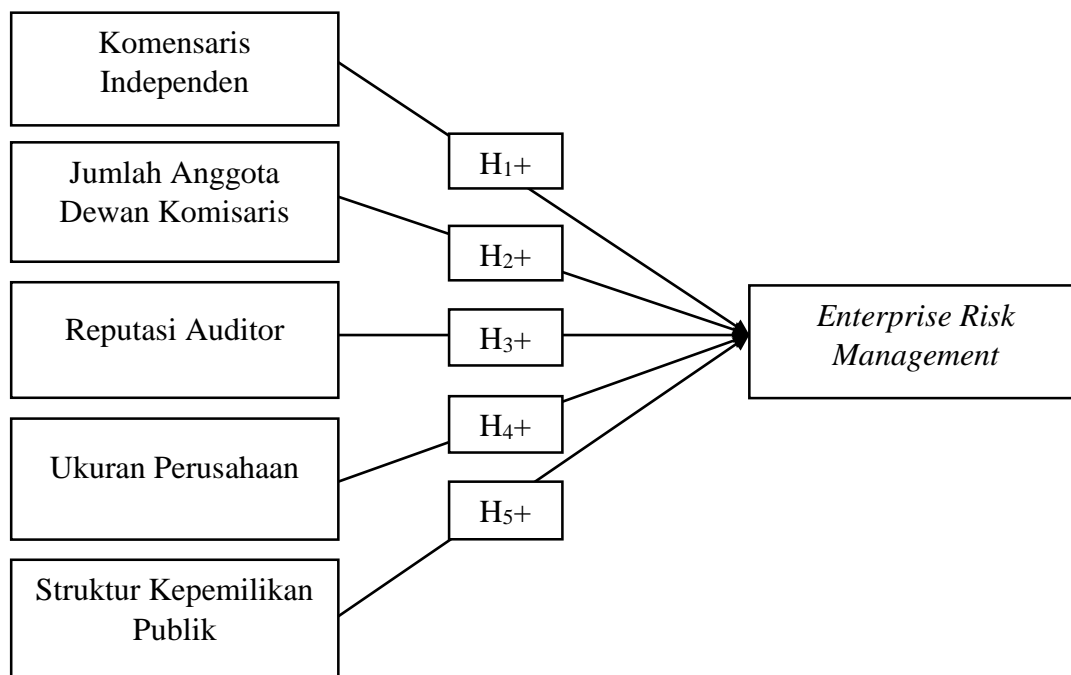 Komensaris
Independen
H₁+
Jumlah Anggota
Dewan Komisaris
H₂+
Reputasi Auditor
H₃+
Enterprise Risk
Management
H₄+
Ukuran Perusahaan
H₅+
Struktur Kepemilikan
Publik